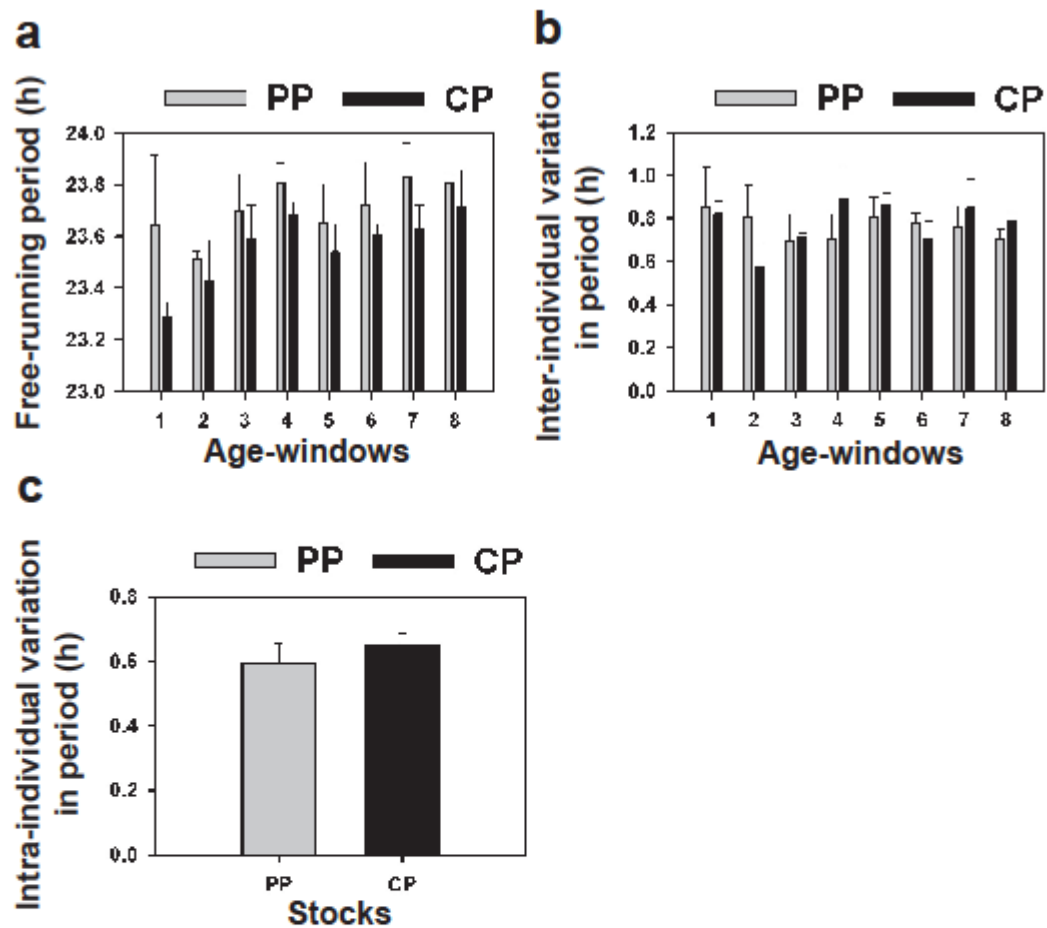 a
PP CP
Free-running period (h)
24.0
23.8
23.6
23.4
23.2
23.0
1 2 3 4 5 6 7 8
Age-windows
b
PP CP
Inter-individual variation
in period (h)
1.2
1.0
0.8
0.6
0.4
0.2
0.0
1 2 3 4 5 6 7 8
Age-windows
c
PP CP
Intra-individual variation
in period (h)
0.8
0.6
0.4
0.2
0.0
PP CP
Stocks